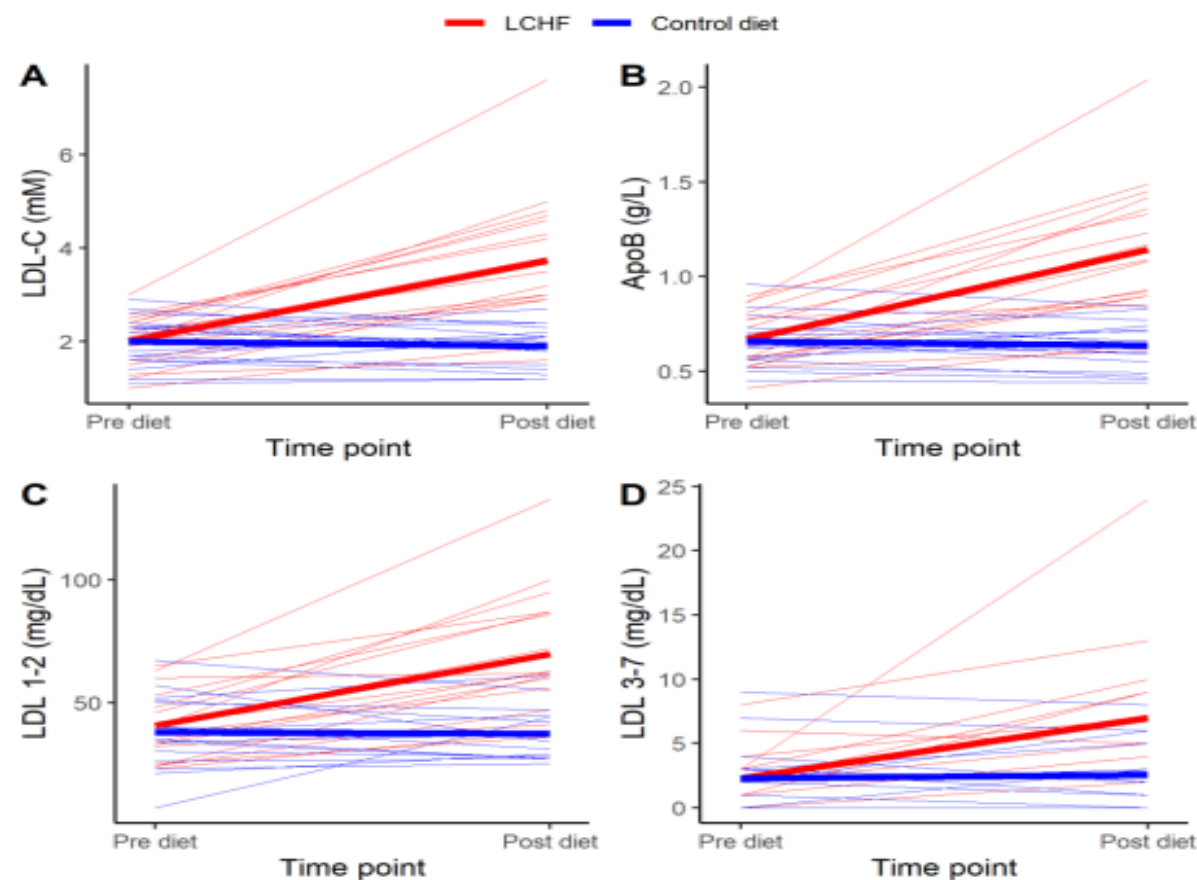 LCHF Control diet
A
LDL-C (mM)
6
4
2
Pre diet Post diet
Time point
B
ApoB (g/L)
2.0
1.5
1.0
0.5
Pre diet Post diet
Time point
C
LDL 1-2 (mg/dL)
100
50
Pre diet Post diet
Time point
D
LDL 3-7 (mg/dL)
25
20
15
10
5
0
Pre diet Post diet
Time point